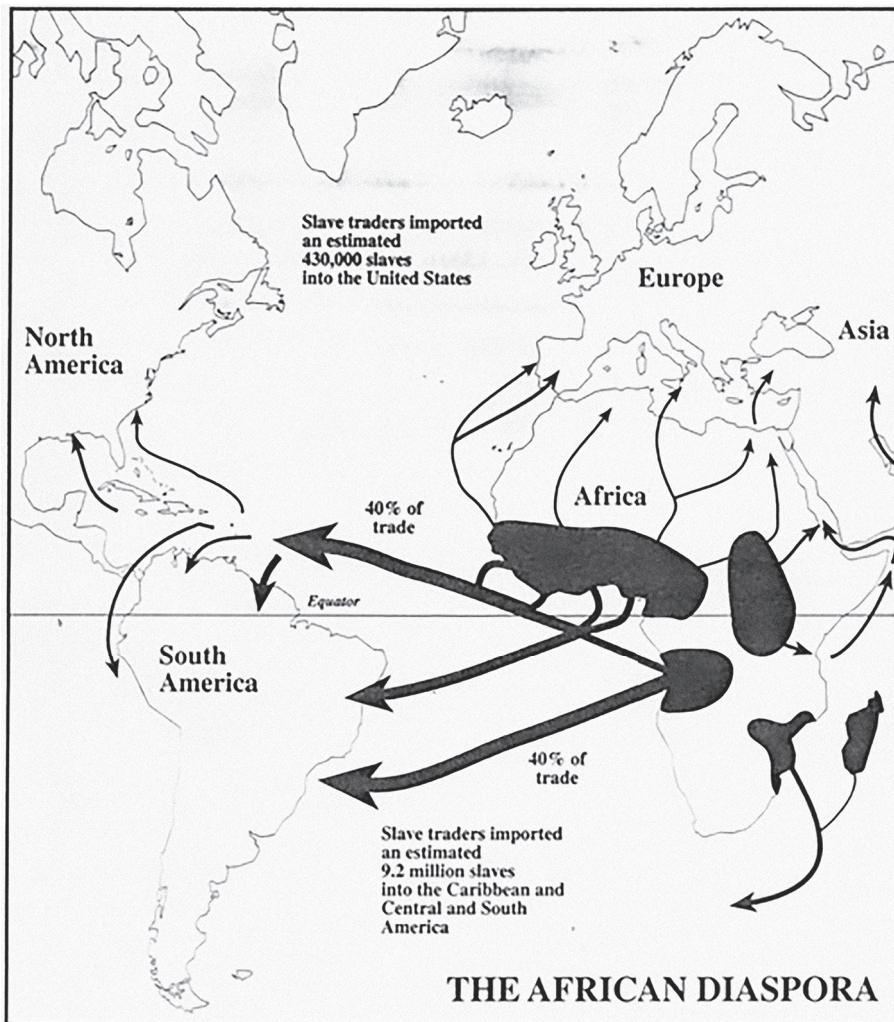 Slave traders imported
an estimated
430,000 slaves
into the United States
Europe
North
America
Asia
Africa
40% of
trade
Equator
South
America
40% of
trade
Slave traders imported
an estimated
9.2 million slaves
into the Caribbean and
Central and South
America
THE AFRICAN DIASPORA